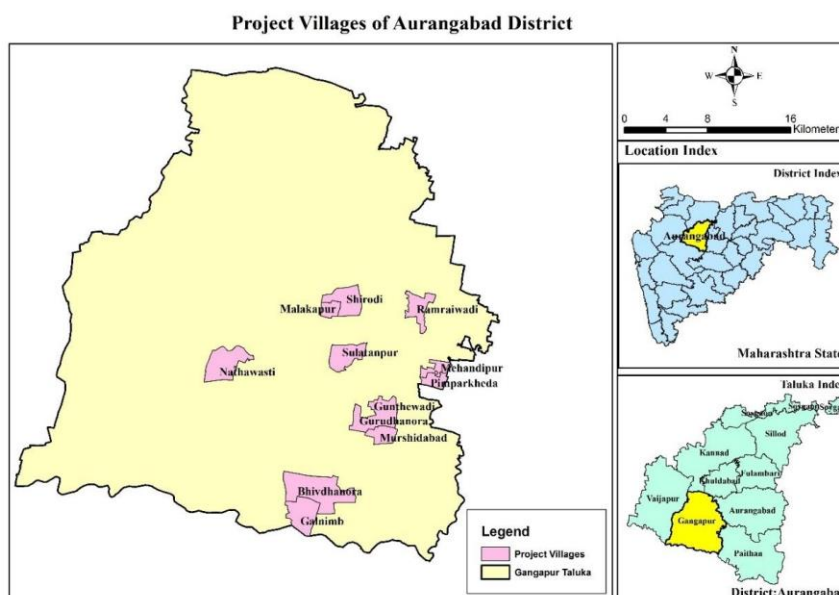 Project Villages of Aurangabad District
Shirodi
Malakapur
Ramraiwadi
Sulatanpur
Naihawasti
Mehandipur
Pimparkheda
Gunthewadi
Gurudhanora
Murshidabad
Bhivdhanora
Galnimb
Legend
Project Villages
Gangapur Taluka
N
W E
S
0 4 8 16
Kilometer
Location Index
District Index
Aurangabad
Maharashtra State
Taluka Index
Sillod
Kannad
Fulambari
Khuldabad
Vaijapur
Aurangabad
Gangapur
Paithan
District:Aurangabad